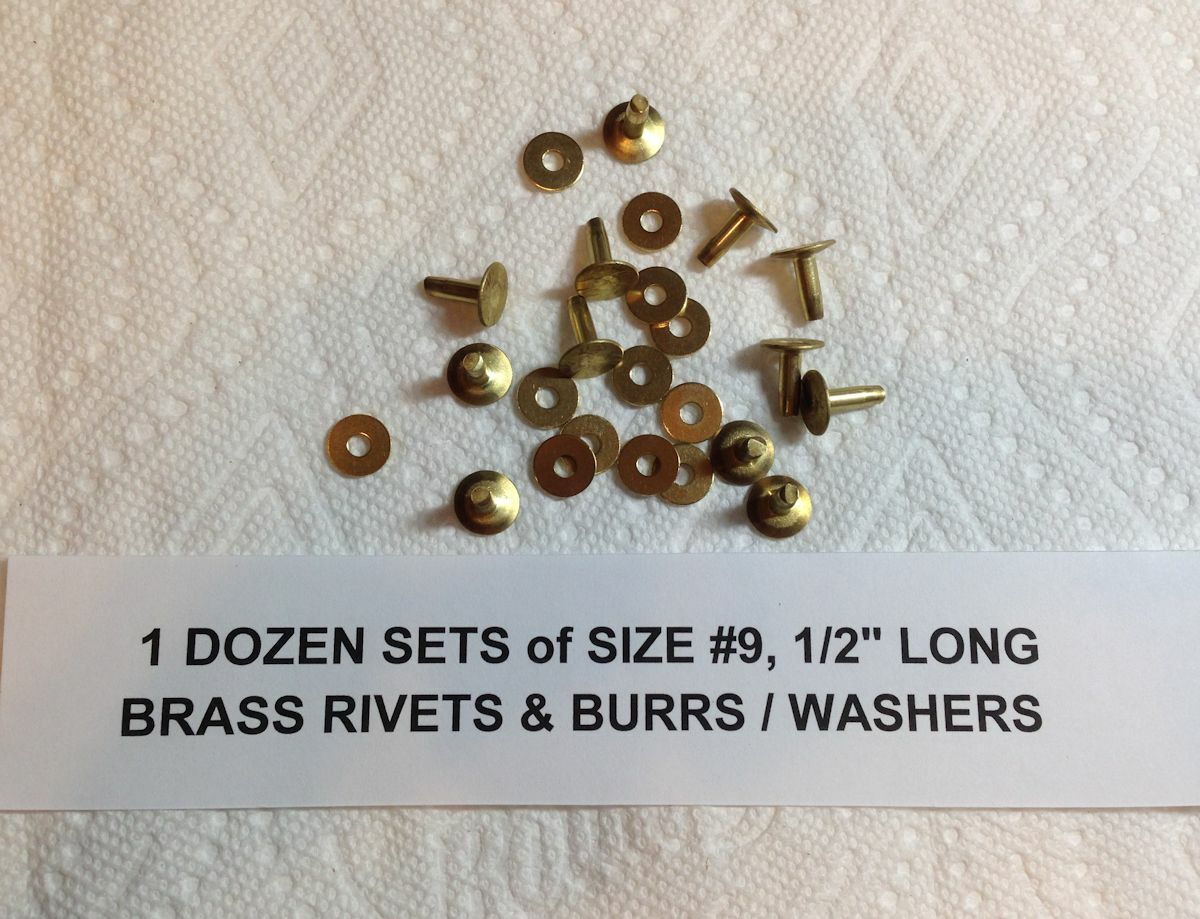 1 DOZEN SETS of SIZE #9, 1/2" LONG
BRASS RIVETS & BURRS / WASHERS